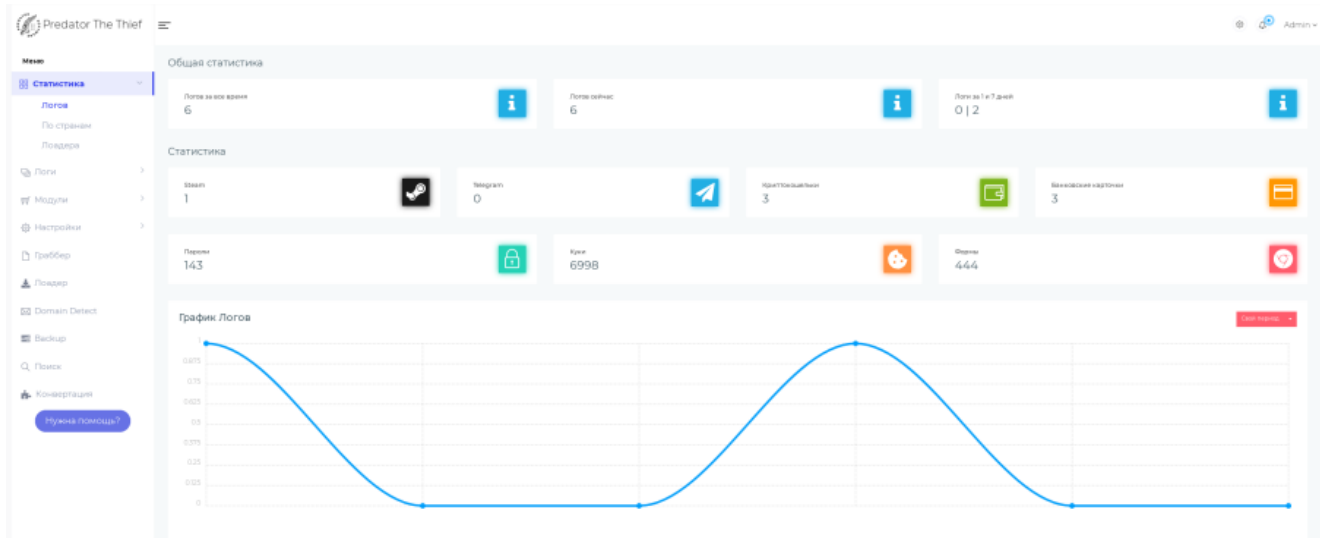 Predator The Thief
Admin
Меню
Статистика
Логов
По странам
Лоадера
Логи
Модули
Настройки
Граббер
Лоадер
Domain Detect
Backup
Поиск
Конвертация
Нужна помощь?
Общая статистика
Логов за все время
6
Логов сейчас
6
Логи за 1 и 7 дней
0 | 2
Статистика
Steam
1
Telegram
0
Криптокошельки
3
Банковские карточки
3
Пароли
143
Куки
6998
Формы
444
График Логов
1
0.875
0.75
0.625
0.5
0.375
0.25
0.125
0